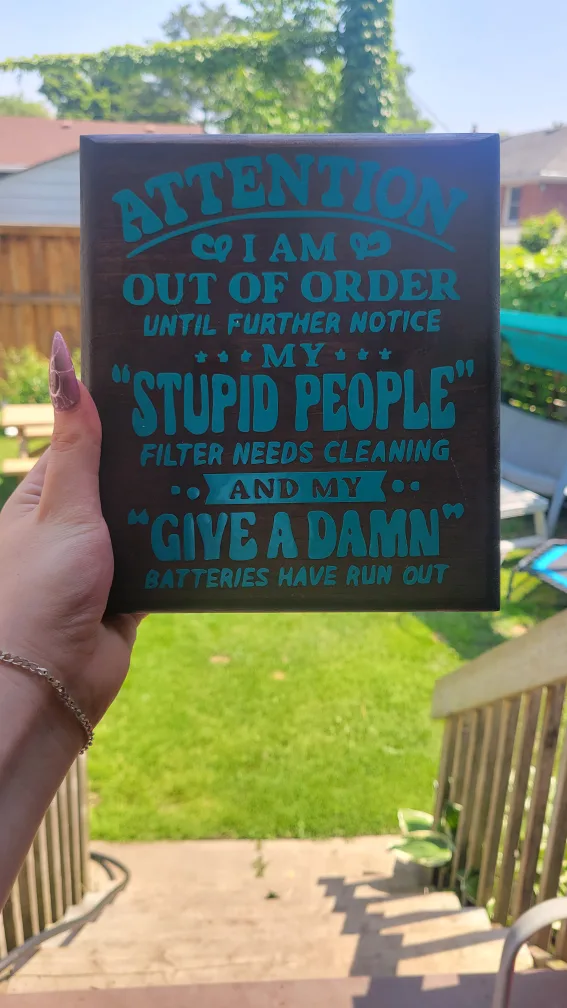 ATTENTION
I AM
OUT OF ORDER
UNTIL FURTHER NOTICE
MY
"STUPID PEOPLE"
FILTER NEEDS CLEANING
AND MY
"GIVE A DAMN"
BATTERIES HAVE RUN OUT